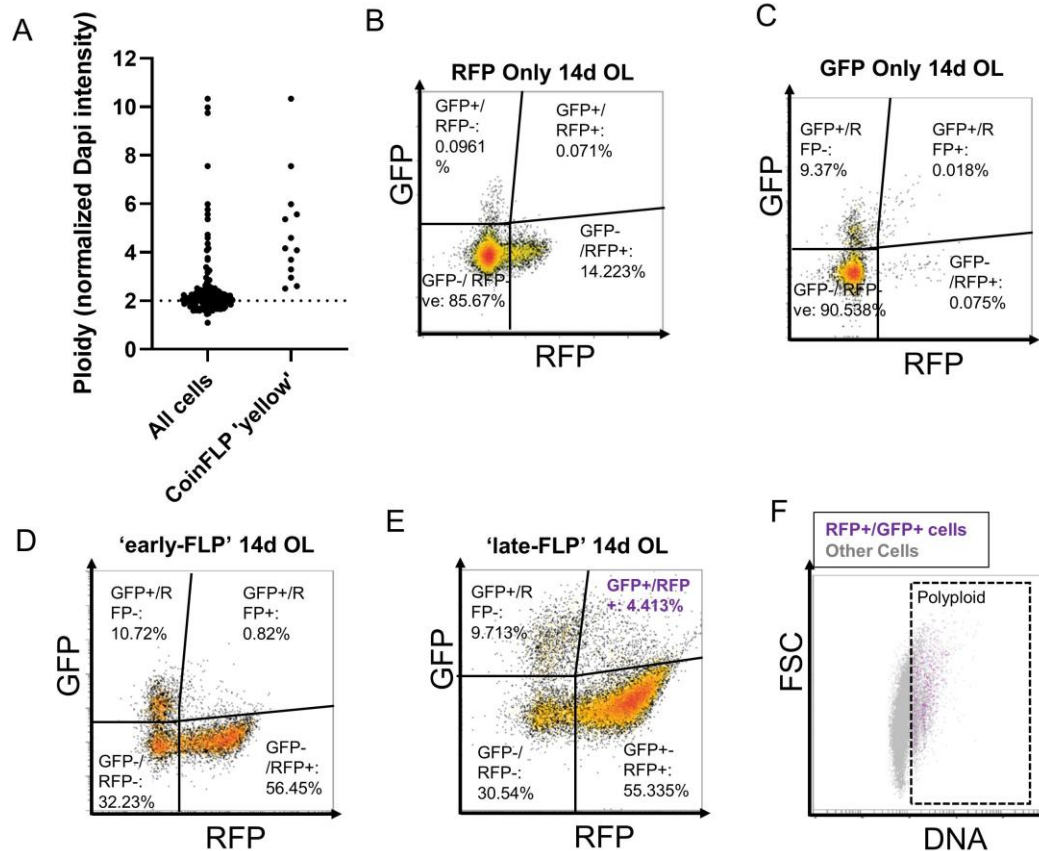 A
Ploidy (normalized Dapi intensity)
12
10
8
6
4
2
0
All cells
CoinFLP 'yellow'
B
RFP Only 14d OL
GFP
GFP+/
RFP-:
0.0961
%
GFP+/
RFP+:
0.071%
GFP-/ RFP-
ve: 85.67%
GFP-
/RFP+:
14.223%
RFP
C
GFP Only 14d OL
GFP
GFP+/R
FP-:
9.37%
GFP+/R
FP+:
0.018%
GFP-/ RFP-
ve: 90.538%
GFP-
/RFP+:
0.075%
RFP
D
'early-FLP' 14d OL
GFP
GFP+/R
FP-:
10.72%
GFP+/R
FP+:
0.82%
GFP-/
RFP-:
32.23%
GFP-
/RFP+:
56.45%
RFP
E
'late-FLP' 14d OL
GFP
GFP+/R
FP-:
9.713%
GFP+/RFP
+: 4.413%
GFP-/
RFP-:
30.54%
GFP+-
RFP+:
55.335%
RFP
F
RFP+/GFP+ cells
Other Cells
FSC
Polyploid
DNA